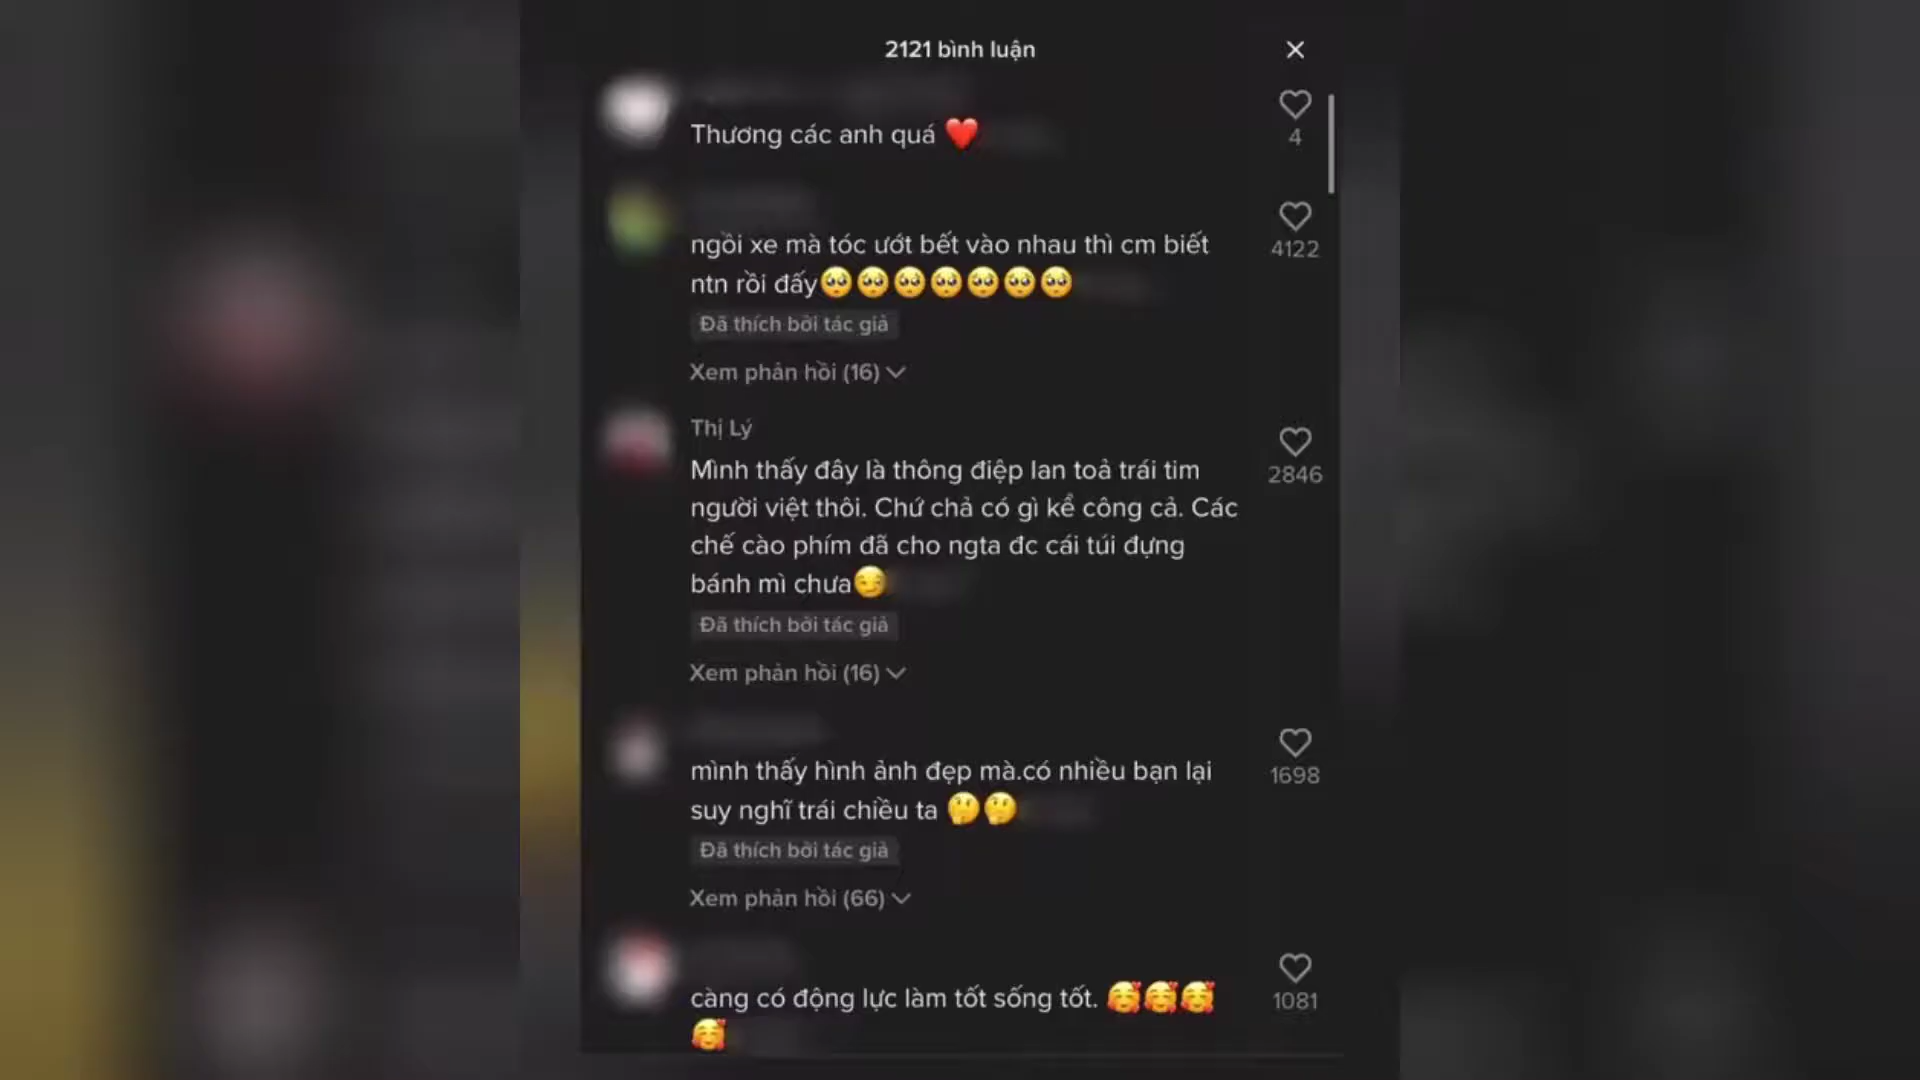 2121 bình luận
Thương các anh quá ❤️
4
ngồi xe mà tóc ướt bết vào nhau thì cm biết
ntn rồi đấy🥺🥺🥺🥺🥺🥺🥺
4122
Đã thích bởi tác giả
Xem phản hồi (16)
Thị Lý
Mình thấy đây là thông điệp lan toả trái tim
người việt thôi. Chứ chả có gì kể công cả. Các
chế cào phím đã cho ngta đc cái túi đựng
bánh mì chưa😏
2846
Đã thích bởi tác giả
Xem phản hồi (16)
mình thấy hình ảnh đẹp mà.có nhiều bạn lại
suy nghĩ trái chiều ta 🤔🤔
1698
Đã thích bởi tác giả
Xem phản hồi (66)
càng có động lực làm tốt sống tốt. 🥰🥰🥰
🥰
1081